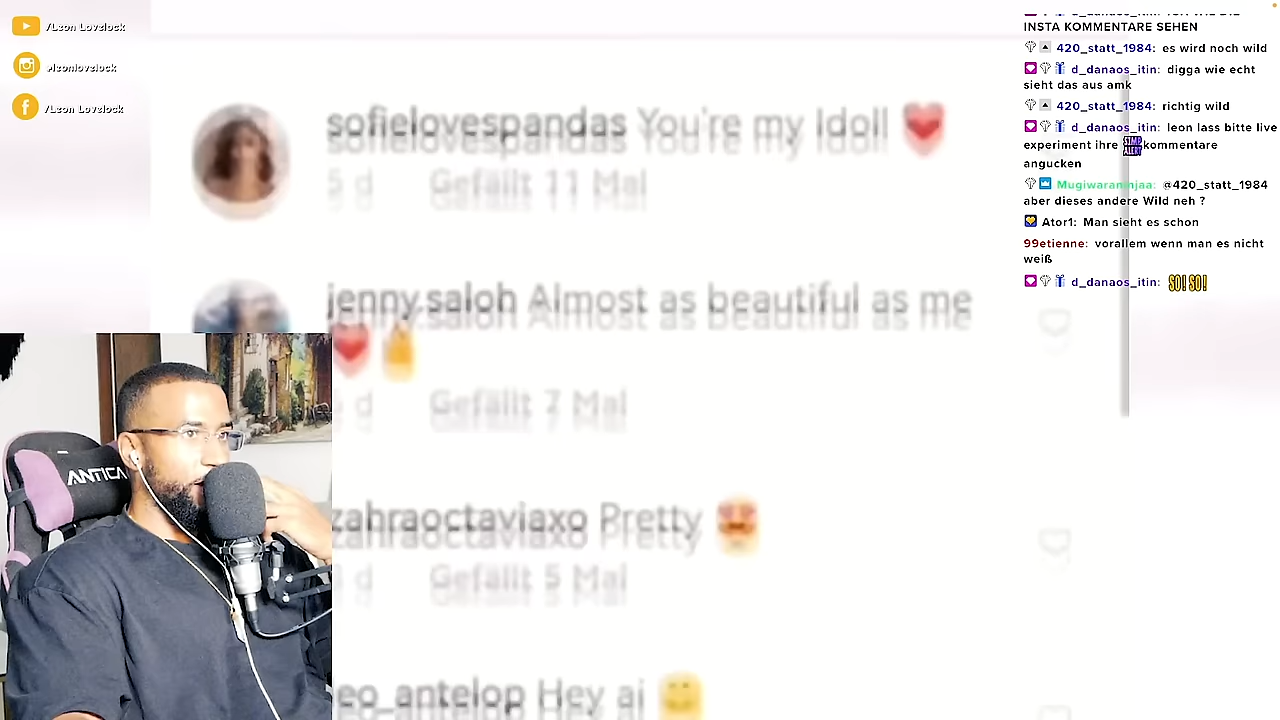 /Leon Lovelock
/leonlovelock
/Leon Lovelock
sofielovespandas You're my Idol!
5 d Gefällt 11 Mal
jenny.saloh Almost as beautiful as me
d Gefällt 7 Mal
zahraoctaviaxo Pretty
d Gefällt 5 Mal
eo_antelop Hey ai
ANTICA
INSTA KOMMENTARE SEHEN
420_statt_1984: es wird noch wild
d_danaos_itin: digga wie echt
sieht das aus amk
420_statt_1984: richtig wild
d_danaos_itin: leon lass bitte live
experiment ihre kommentare
angucken
Mugiwaraninjaa: @420_statt_1984
aber dieses andere Wild neh ?
Ator1: Man sieht es schon
99etienne: vorallem wenn man es nicht
weiß
d_danaos_itin: SO! SO!